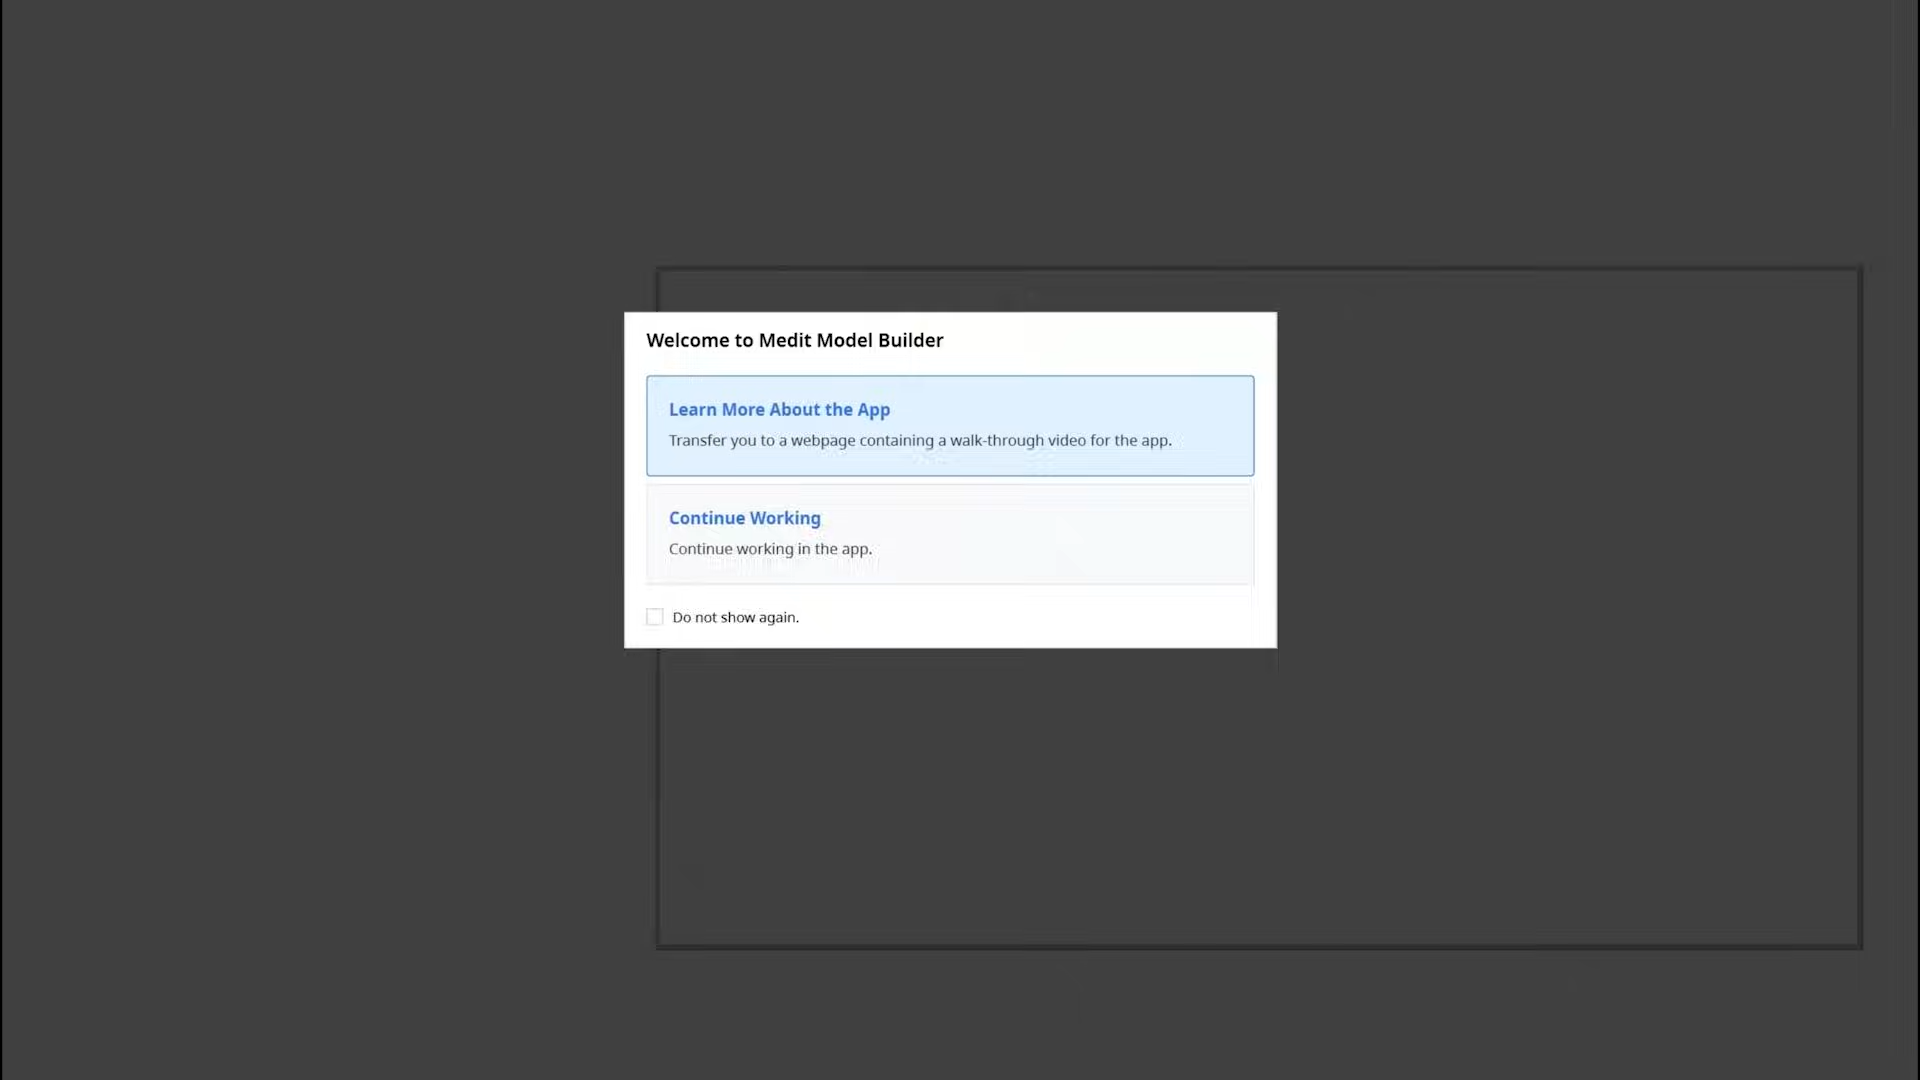 Welcome to Medit Model Builder
Learn More About the App
Transfer you to a webpage containing a walk-through video for the app.
Continue Working
Continue working in the app.
Do not show again.